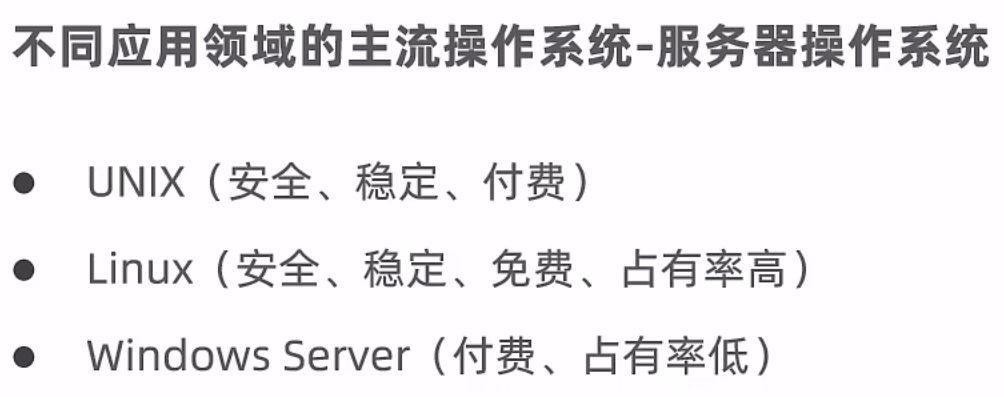 不同应用领域的主流操作系统-服务器操作系统
● UNIX（安全、稳定、付费）
● Linux（安全、稳定、免费、占有率高）
● Windows Server（付费、占有率低）